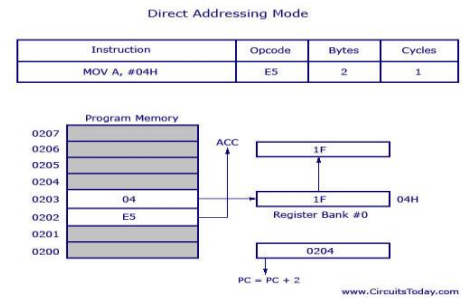 Direct Addressing Mode
Instruction Opcode Bytes Cycles
MOV A, #04H E5 2 1
Program Memory
0207
ACC
0206 1F
0205
0204
0203 04 1F 04H
0202 E5 Register Bank #0
0201
0200 0204
PC = PC + 2
www.CircuitsToday.com